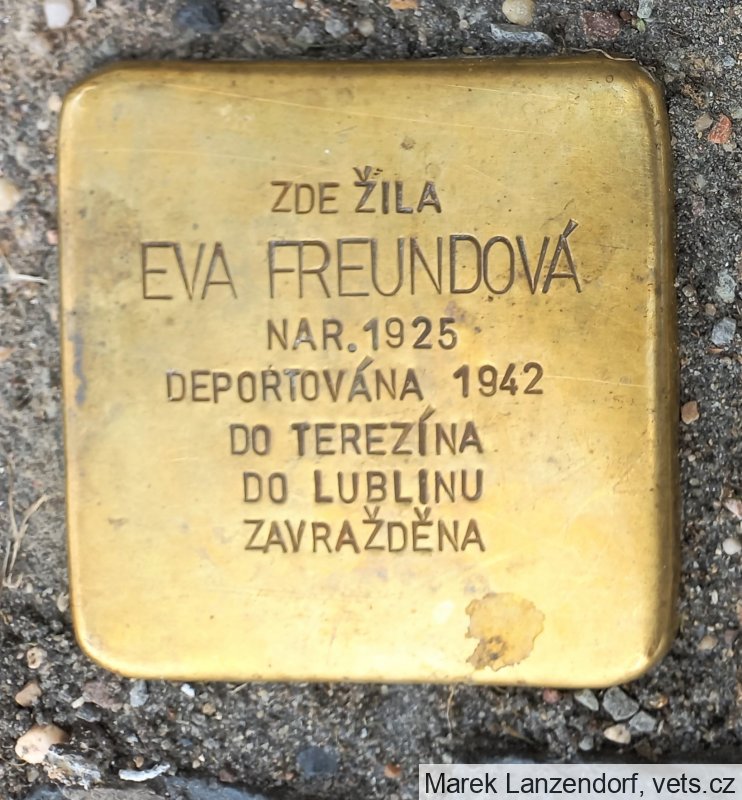 ZDE ŽILA
EVA FREUNDOVÁ
NAR.1925
DEPORTOVÁNA 1942
DO TEREZÍNA
DO LUBLINU
ZAVRAŽDĚNA
Marek Lanzendorf, vets.cz